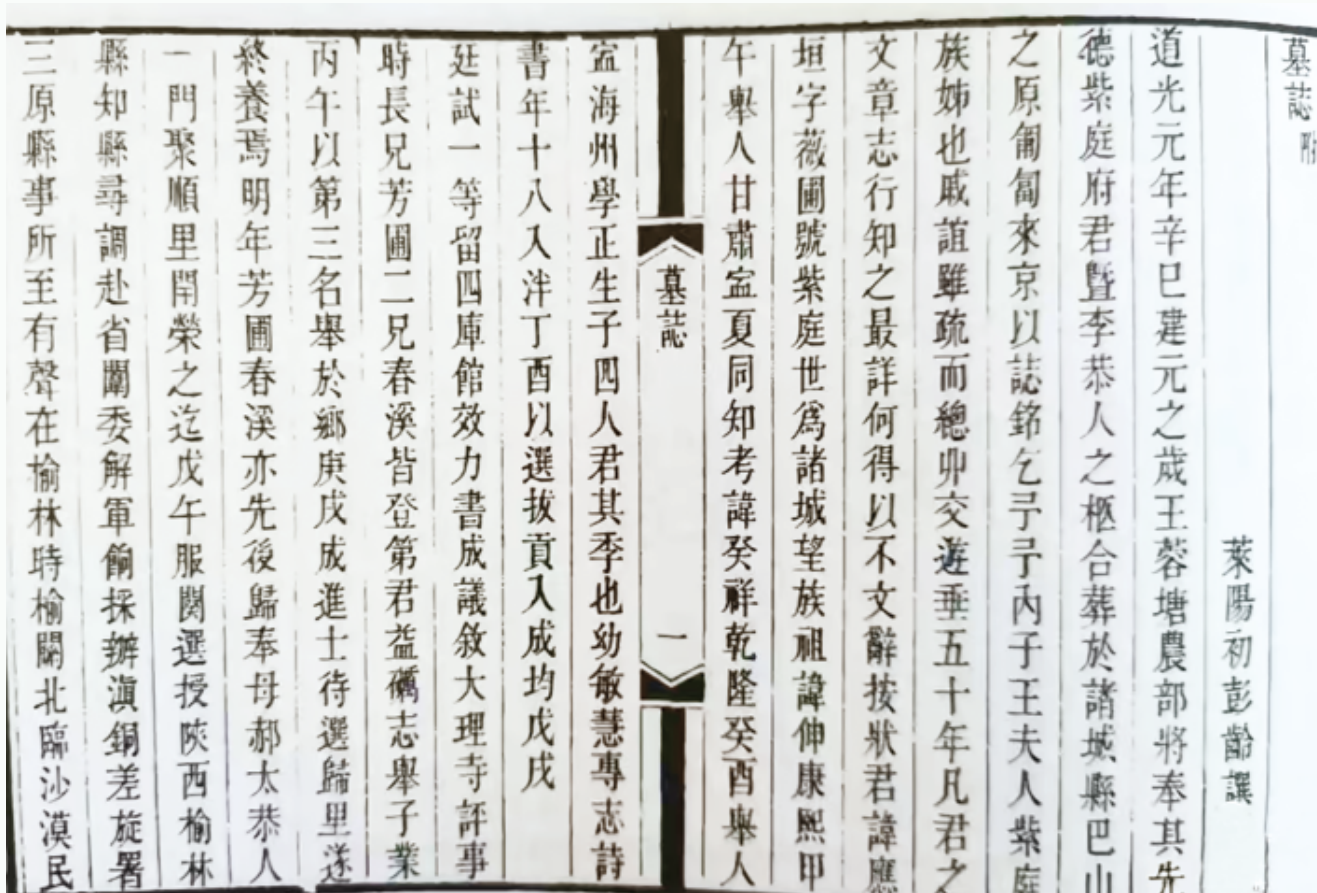 墓誌附
萊陽初彭齡譔
道光元年辛巳建元之歲王蓉塘農部將奉其先
德紫庭府君暨李恭人之柩合葬於諸城縣巴山
之原匍匐來京以誌銘乞予予內子王夫人紫庭
族姊也戚誼雖疏而總丱交遊垂五十年凡君之
文章志行知之最詳何得以不文辭按狀君諱應
垣字薇圃號紫庭世爲諸城望族祖諱伸康熙甲
午舉人甘肅寍夏同知考諱癸祥乾隆癸酉舉人
墓誌 一
寍海州學正生子四人君其季也幼敏慧專志詩
書年十八入泮丁酉以選拔貢入成均戊戌
廷試一等留四庫館效力書成議敘大理寺評事
時長兄芳圃二兄春溪皆登第君益礪志舉子業
丙午以第三名舉於鄉庚戌成進士待選歸里遂
終養焉明年芳圃春溪亦先後歸奉母郝太恭人
一門聚順里閈榮之迄戊午服闋選授陝西榆林
縣知縣尋調赴省闈委解軍餉採辦滇銅差旋署
三原縣事所至有聲在榆林時榆關北臨沙漠民